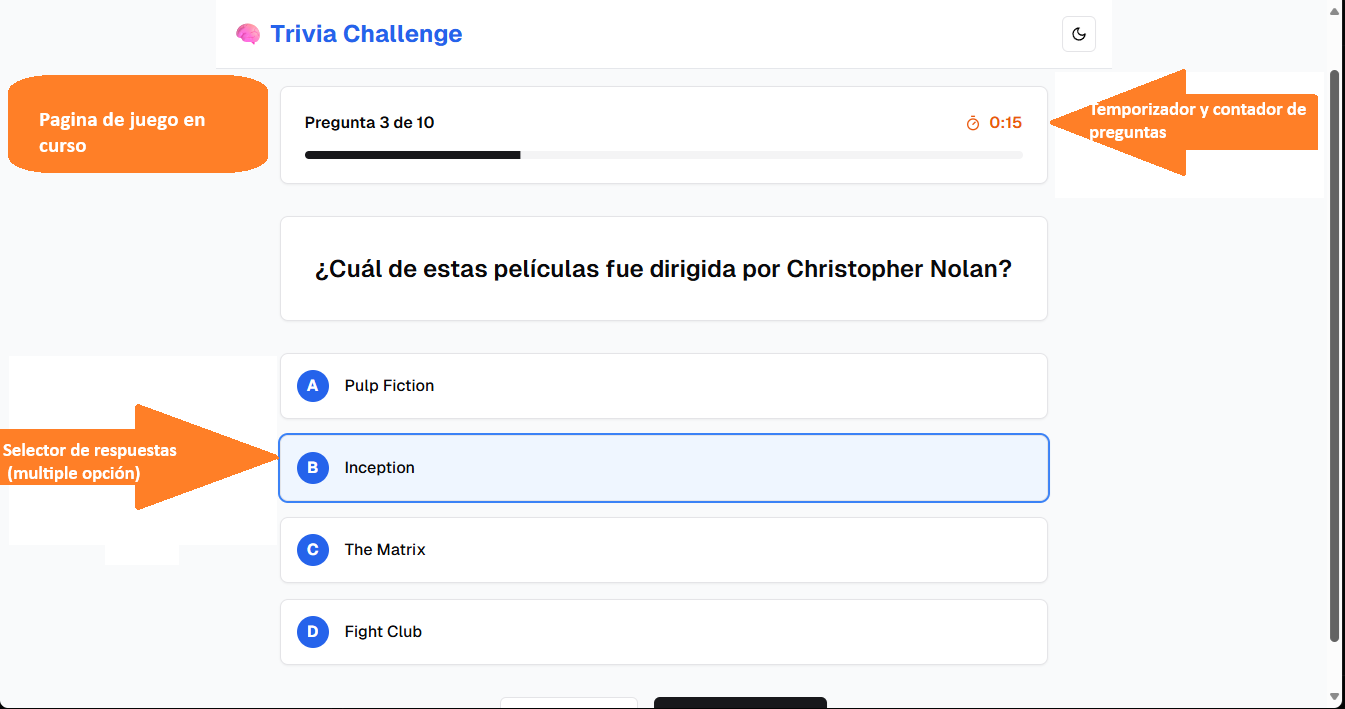 Trivia Challenge
Pagina de juego en
curso
Pregunta 3 de 10
0:15
Temporizador y contador de
preguntas
¿Cuál de estas películas fue dirigida por Christopher Nolan?
A Pulp Fiction
Selector de respuestas
(multiple opción)
B Inception
C The Matrix
D Fight Club